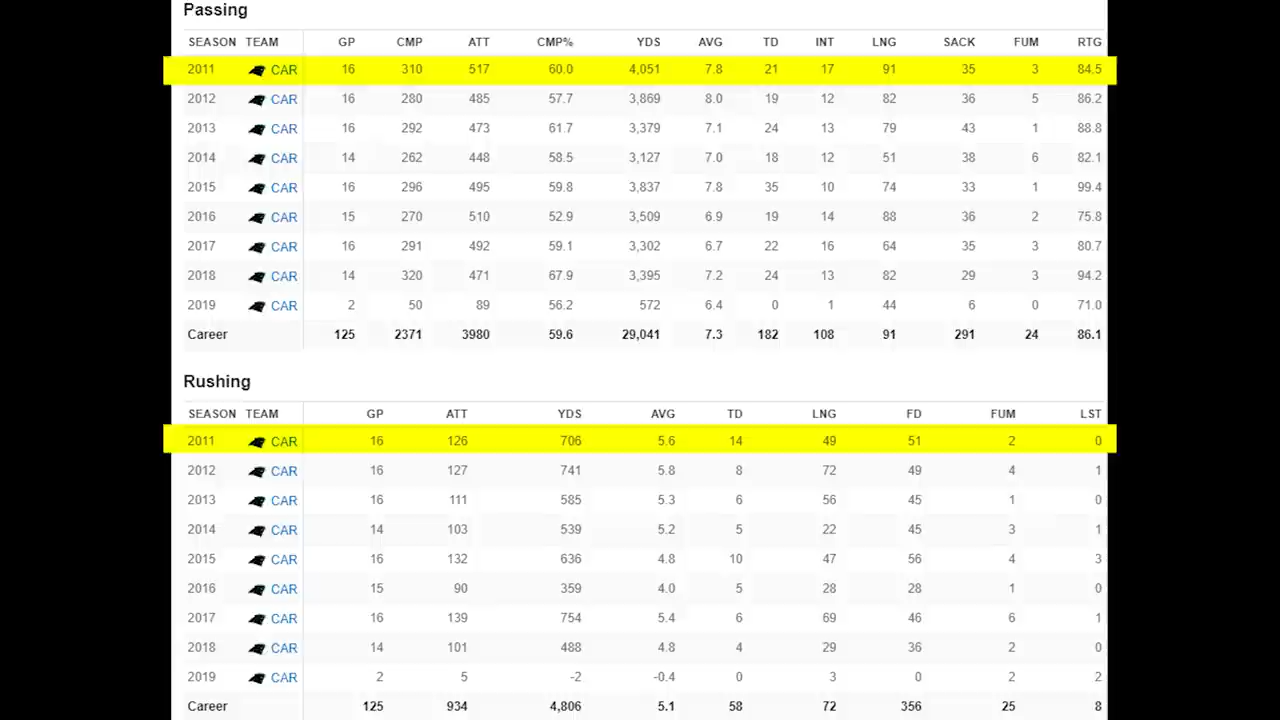 Passing
SEASON TEAM GP CMP ATT CMP% YDS AVG TD INT LNG SACK FUM RTG
2011 CAR 16 310 517 60.0 4,051 7.8 21 17 91 35 3 84.5
2012 CAR 16 280 485 57.7 3,869 8.0 19 12 82 36 5 86.2
2013 CAR 16 292 473 61.7 3,379 7.1 24 13 79 43 1 88.8
2014 CAR 14 262 448 58.5 3,127 7.0 18 12 51 38 6 82.1
2015 CAR 16 296 495 59.8 3,837 7.8 35 10 74 33 1 99.4
2016 CAR 15 270 510 52.9 3,509 6.9 19 14 88 36 2 75.8
2017 CAR 16 291 492 59.1 3,302 6.7 22 16 64 35 3 80.7
2018 CAR 14 320 471 67.9 3,395 7.2 24 13 82 29 3 94.2
2019 CAR 2 50 89 56.2 572 6.4 0 1 44 6 0 71.0
Career 125 2371 3980 59.6 29,041 7.3 182 108 91 291 24 86.1
Rushing
SEASON TEAM GP ATT YDS AVG TD LNG FD FUM LST
2011 CAR 16 126 706 5.6 14 49 51 2 0
2012 CAR 16 127 741 5.8 8 72 49 4 1
2013 CAR 16 111 585 5.3 6 56 45 1 0
2014 CAR 14 103 539 5.2 5 22 45 3 1
2015 CAR 16 132 636 4.8 10 47 56 4 3
2016 CAR 15 90 359 4.0 5 28 28 1 0
2017 CAR 16 139 754 5.4 6 69 46 6 1
2018 CAR 14 101 488 4.8 4 29 36 2 0
2019 CAR 2 5 -2 -0.4 0 3 0 2 2
Career 125 934 4,806 5.1 58 72 356 25 8